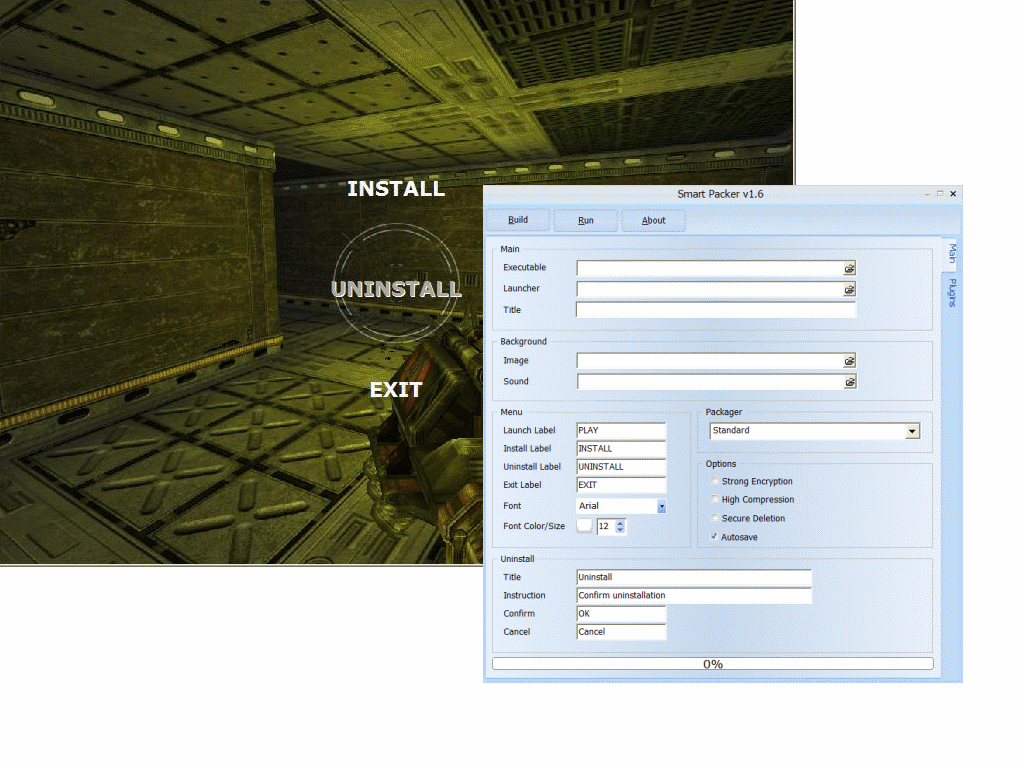 INSTALL
UNINSTALL
EXIT
Smart Packer v1.6
Build
Run
About
Main
Plugins
Main
Executable
Launcher
Title
Background
Image
Sound
Menu
Launch Label PLAY
Install Label INSTALL
Uninstall Label UNINSTALL
Exit Label EXIT
Font Arial
Font Color/Size 12
Packager
Standard
Options
Strong Encryption
High Compression
Secure Deletion
Autosave
Uninstall
Title Uninstall
Instruction Confirm uninstallation
Confirm OK
Cancel Cancel
0%